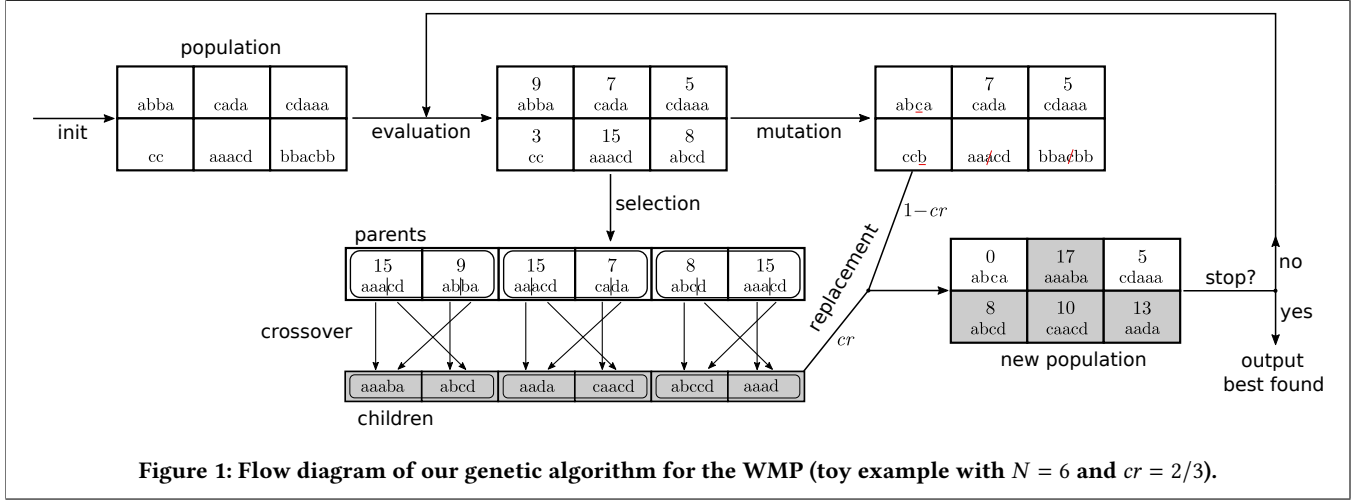 population
abba cada cdaaa
cc aaacd bbacbb
init
evaluation
9 7 5
abba cada cdaaa
3 15 8
cc aaacd abcd
mutation
7 5
abca cada cdaaa
ccb aaacd bbacbb
selection
1−cr
parents
15 9 15 7 8 15
aaacd abba aaacd cada abcd aaacd
crossover
replacement
cr
aaaba abcd aada caacd abccd aaad
children
0 17 5
abca aaaba cdaaa
8 10 13
abcd caacd aada
new population
stop?
no
yes
output
best found
Figure 1: Flow diagram of our genetic algorithm for the WMP (toy example with N = 6 and cr = 2/3).